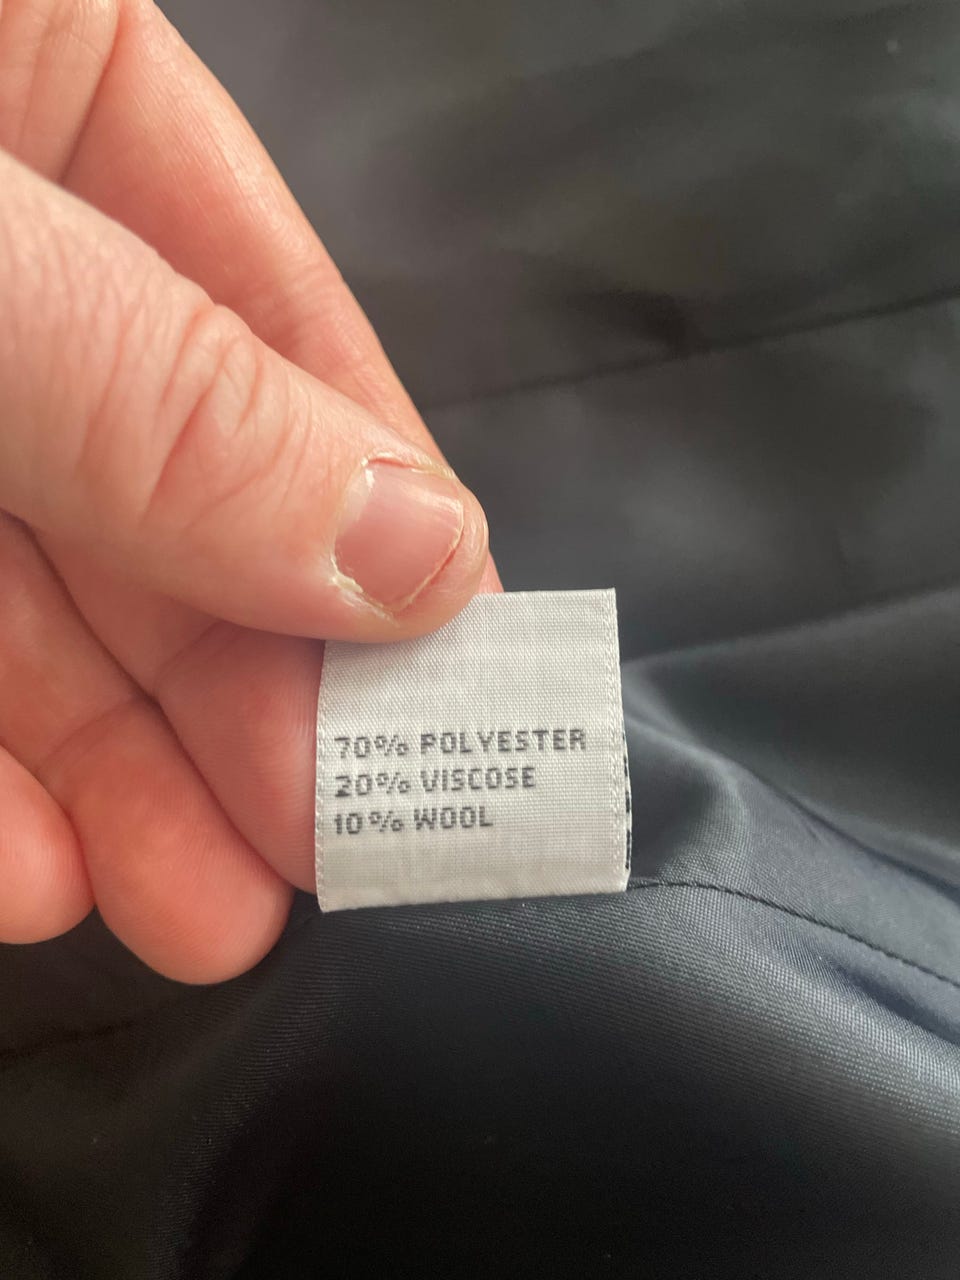 70% POLYESTER
20% VISCOSE
10% WOOL